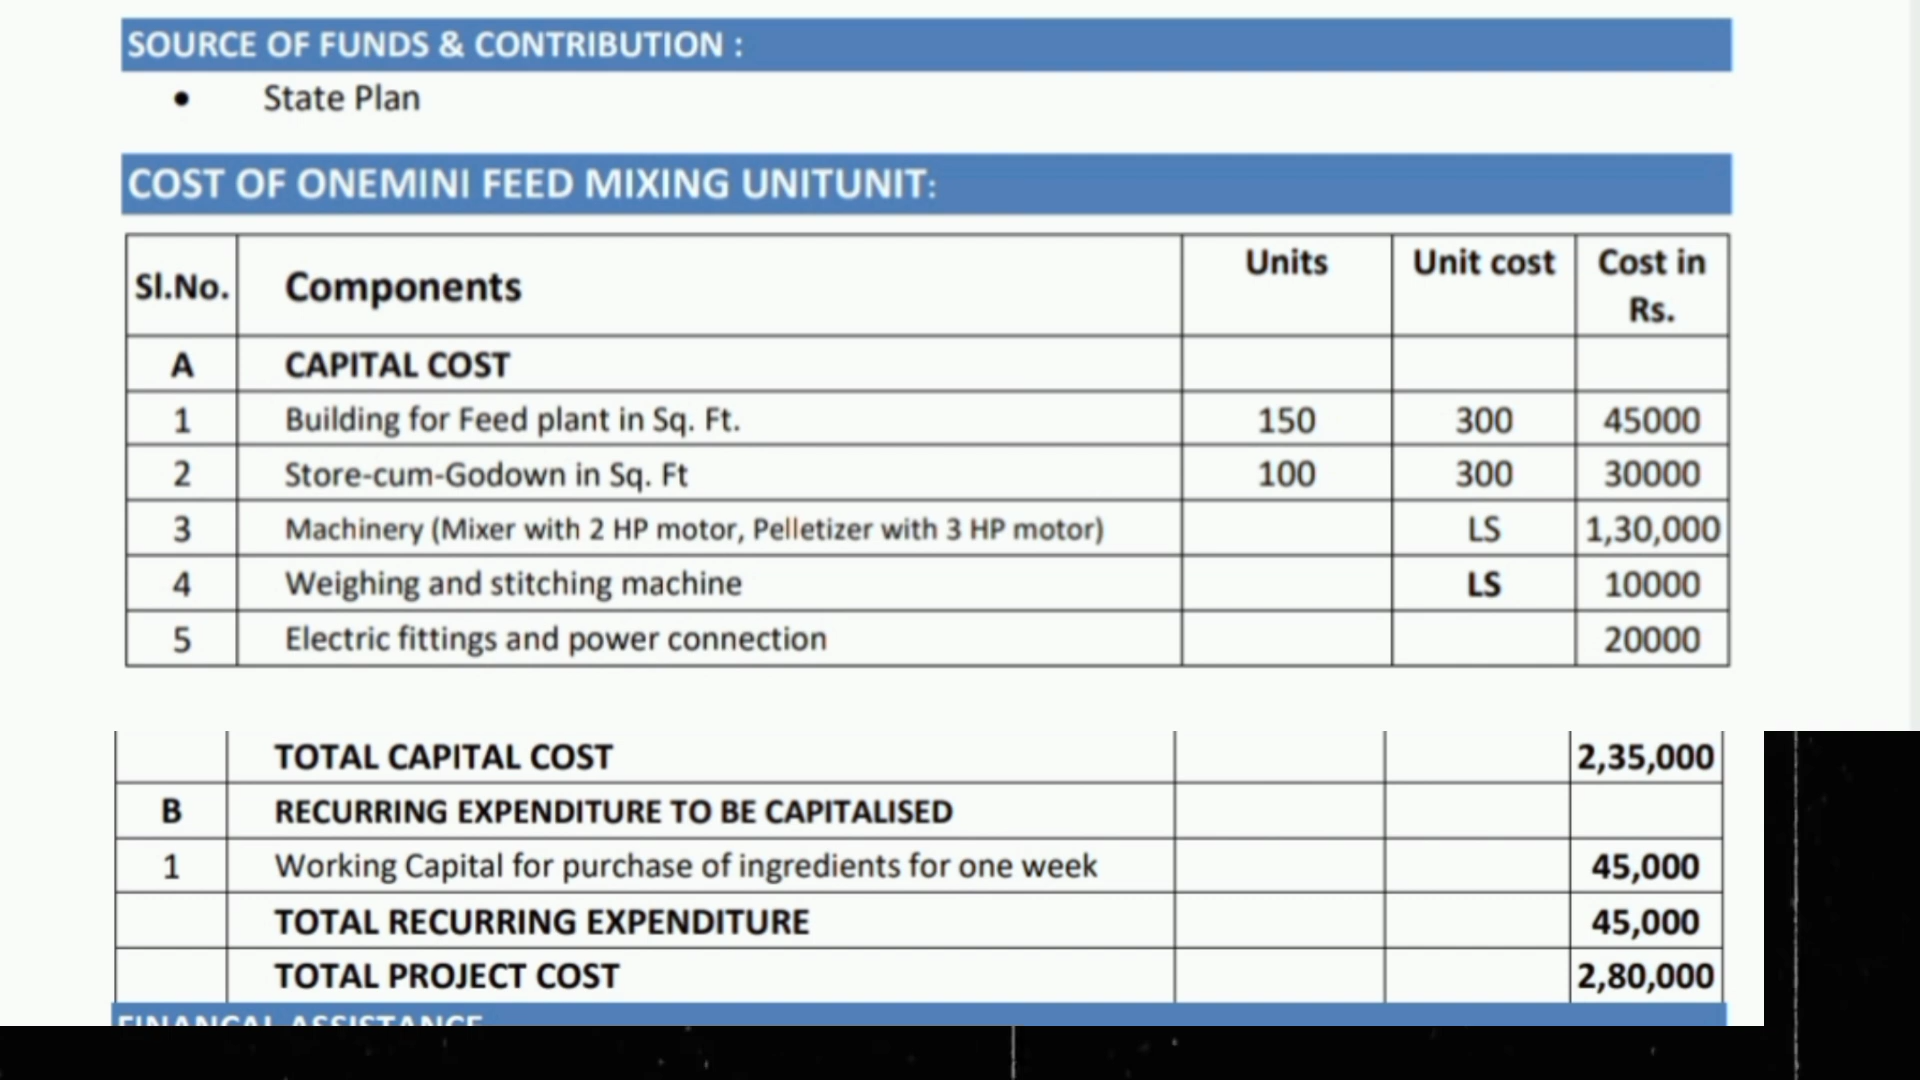 SOURCE OF FUNDS & CONTRIBUTION :
• State Plan
COST OF ONEMINI FEED MIXING UNITUNIT:
Sl.No. Components Units Unit cost Cost in Rs.
A CAPITAL COST
1 Building for Feed plant in Sq. Ft. 150 300 45000
2 Store-cum-Godown in Sq. Ft 100 300 30000
3 Machinery (Mixer with 2 HP motor, Pelletizer with 3 HP motor) LS 1,30,000
4 Weighing and stitching machine LS 10000
5 Electric fittings and power connection 20000
TOTAL CAPITAL COST 2,35,000
B RECURRING EXPENDITURE TO BE CAPITALISED
1 Working Capital for purchase of ingredients for one week 45,000
TOTAL RECURRING EXPENDITURE 45,000
TOTAL PROJECT COST 2,80,000
FINANCAL ASSISTANCE